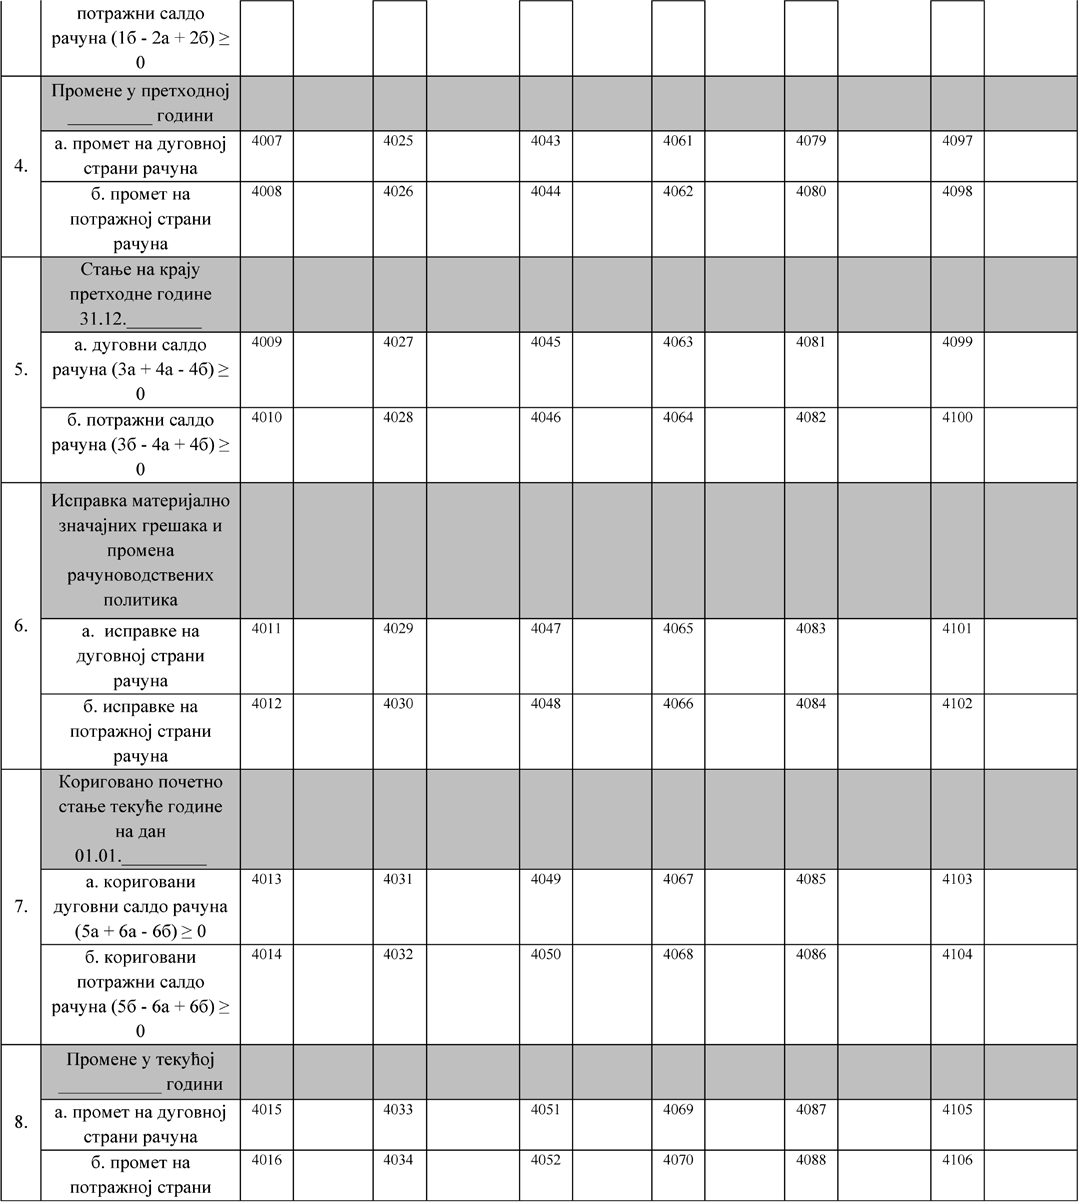 потражни салдо
рачуна (1б - 2а + 2б) ≥
0
Промене у претходној
_________ години
4.
а. промет на дуговној
страни рачуна
4007 4025 4043 4061 4079 4097
б. промет на
потражној страни
рачуна
4008 4026 4044 4062 4080 4098
Стање на крају
претходне године
31.12.________
5.
а. дуговни салдо
рачуна (3а + 4а - 4б) ≥
0
4009 4027 4045 4063 4081 4099
б. потражни салдо
рачуна (3б - 4а + 4б) ≥
0
4010 4028 4046 4064 4082 4100
Исправка материјално
значајних грешака и
промена
рачуноводствених
политика
6.
а. исправке на
дуговној страни
рачуна
4011 4029 4047 4065 4083 4101
б. исправке на
потражној страни
рачуна
4012 4030 4048 4066 4084 4102
Кориговано почетно
стање текуће године
на дан
01.01._________
7.
а. кориговани
дуговни салдо рачуна
(5а + 6а - 6б) ≥ 0
4013 4031 4049 4067 4085 4103
б. кориговани
потражни салдо
рачуна (5б - 6а + 6б) ≥
0
4014 4032 4050 4068 4086 4104
Промене у текућој
___________ години
8.
а. промет на дуговној
страни рачуна
4015 4033 4051 4069 4087 4105
б. промет на
потражној страни
4016 4034 4052 4070 4088 4106